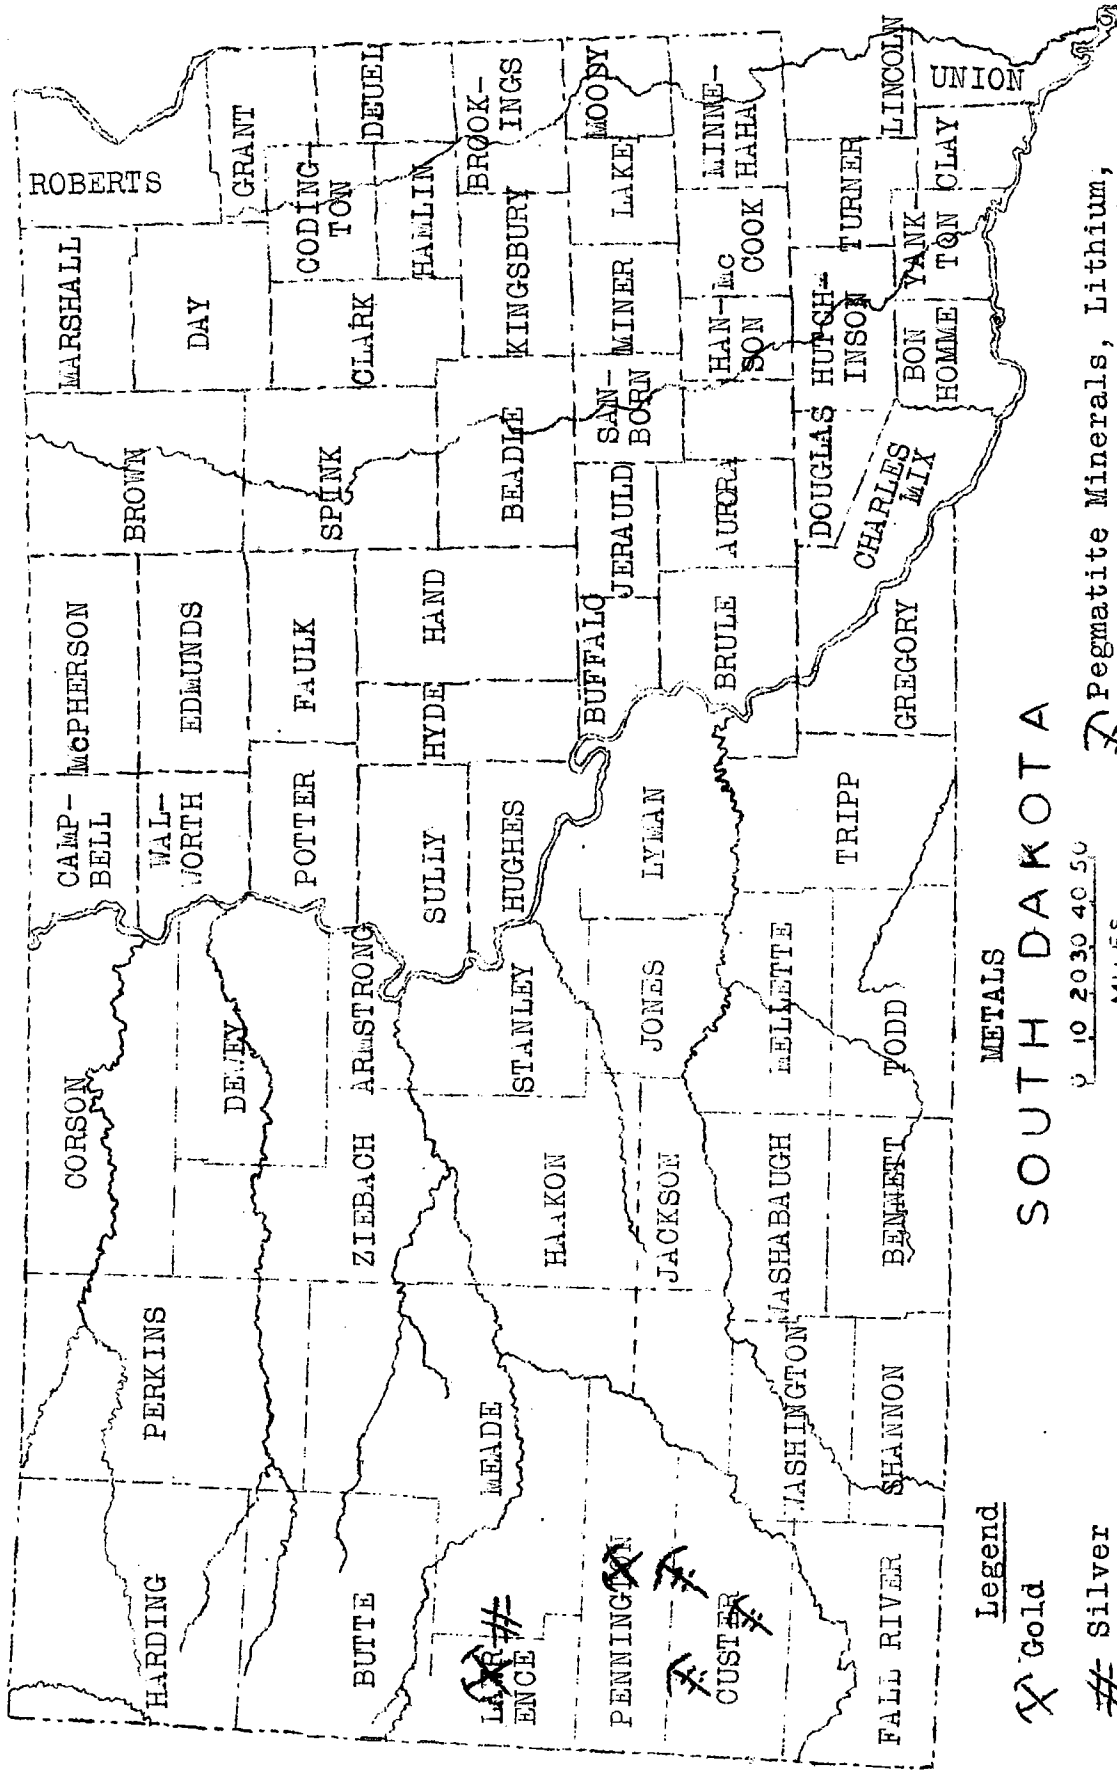 ROBERTS
MARSHALL
GRANT
DAY
CODING-
TON
DEUEL
HAMLIN
CLARK
BROOK-
INGS
KINGSBURY
BROWN
SPINK
BEADLE
McPHERSON
EDMUNDS
FAULK
HAND
HYDE
CAMP-
BELL
WAL-
WORTH
POTTER
SULLY
HUGHES
CORSON
DEWEY
ARMSTRONG
STANLEY
ZIEBACH
HAAKON
PERKINS
MEADE
HARDING
BUTTE
LAWR-
ENCE
MOODY
LAKE
MINER
SAN-
BORN
JERAULD
BUFFALO
MINNE-
HAHA
Mc
COOK
HAN-
SON
AURORA
BRULE
LYMAN
JONES
JACKSON
PENNINGTON
LINCOLN
TURNER
HUTCH-
INSON
DOUGLAS
CHARLES
MIX
UNION
CLAY
YANK-
TON
BON
HOMME
GREGORY
TRIPP
MELLETTE
TODD
WASHABAUGH
BENNETT
WASHINGTON
SHANNON
CUSTER
FALL RIVER
METALS
SOUTH DAKOTA
0 10 20 30 40 50
MILES
Legend
Gold
# Silver
Pegmatite Minerals, Lithium,